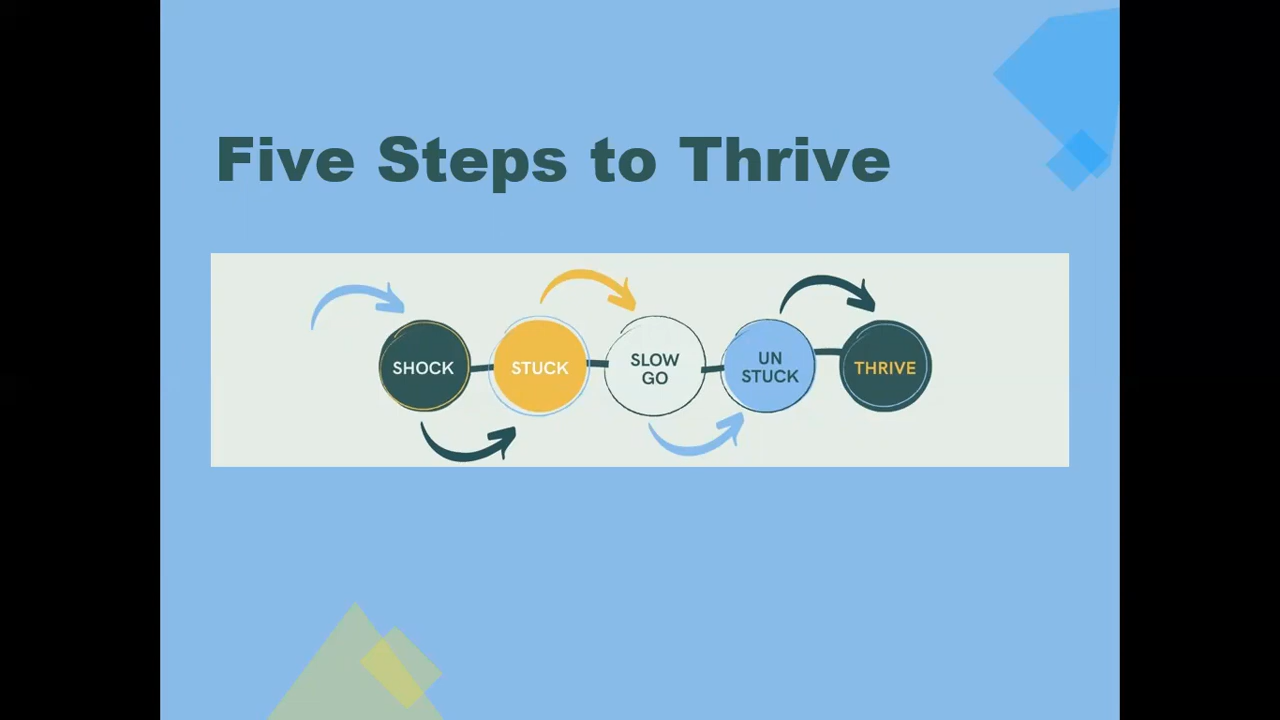 Five Steps to Thrive
SHOCK
STUCK
SLOW
GO
UN
STUCK
THRIVE